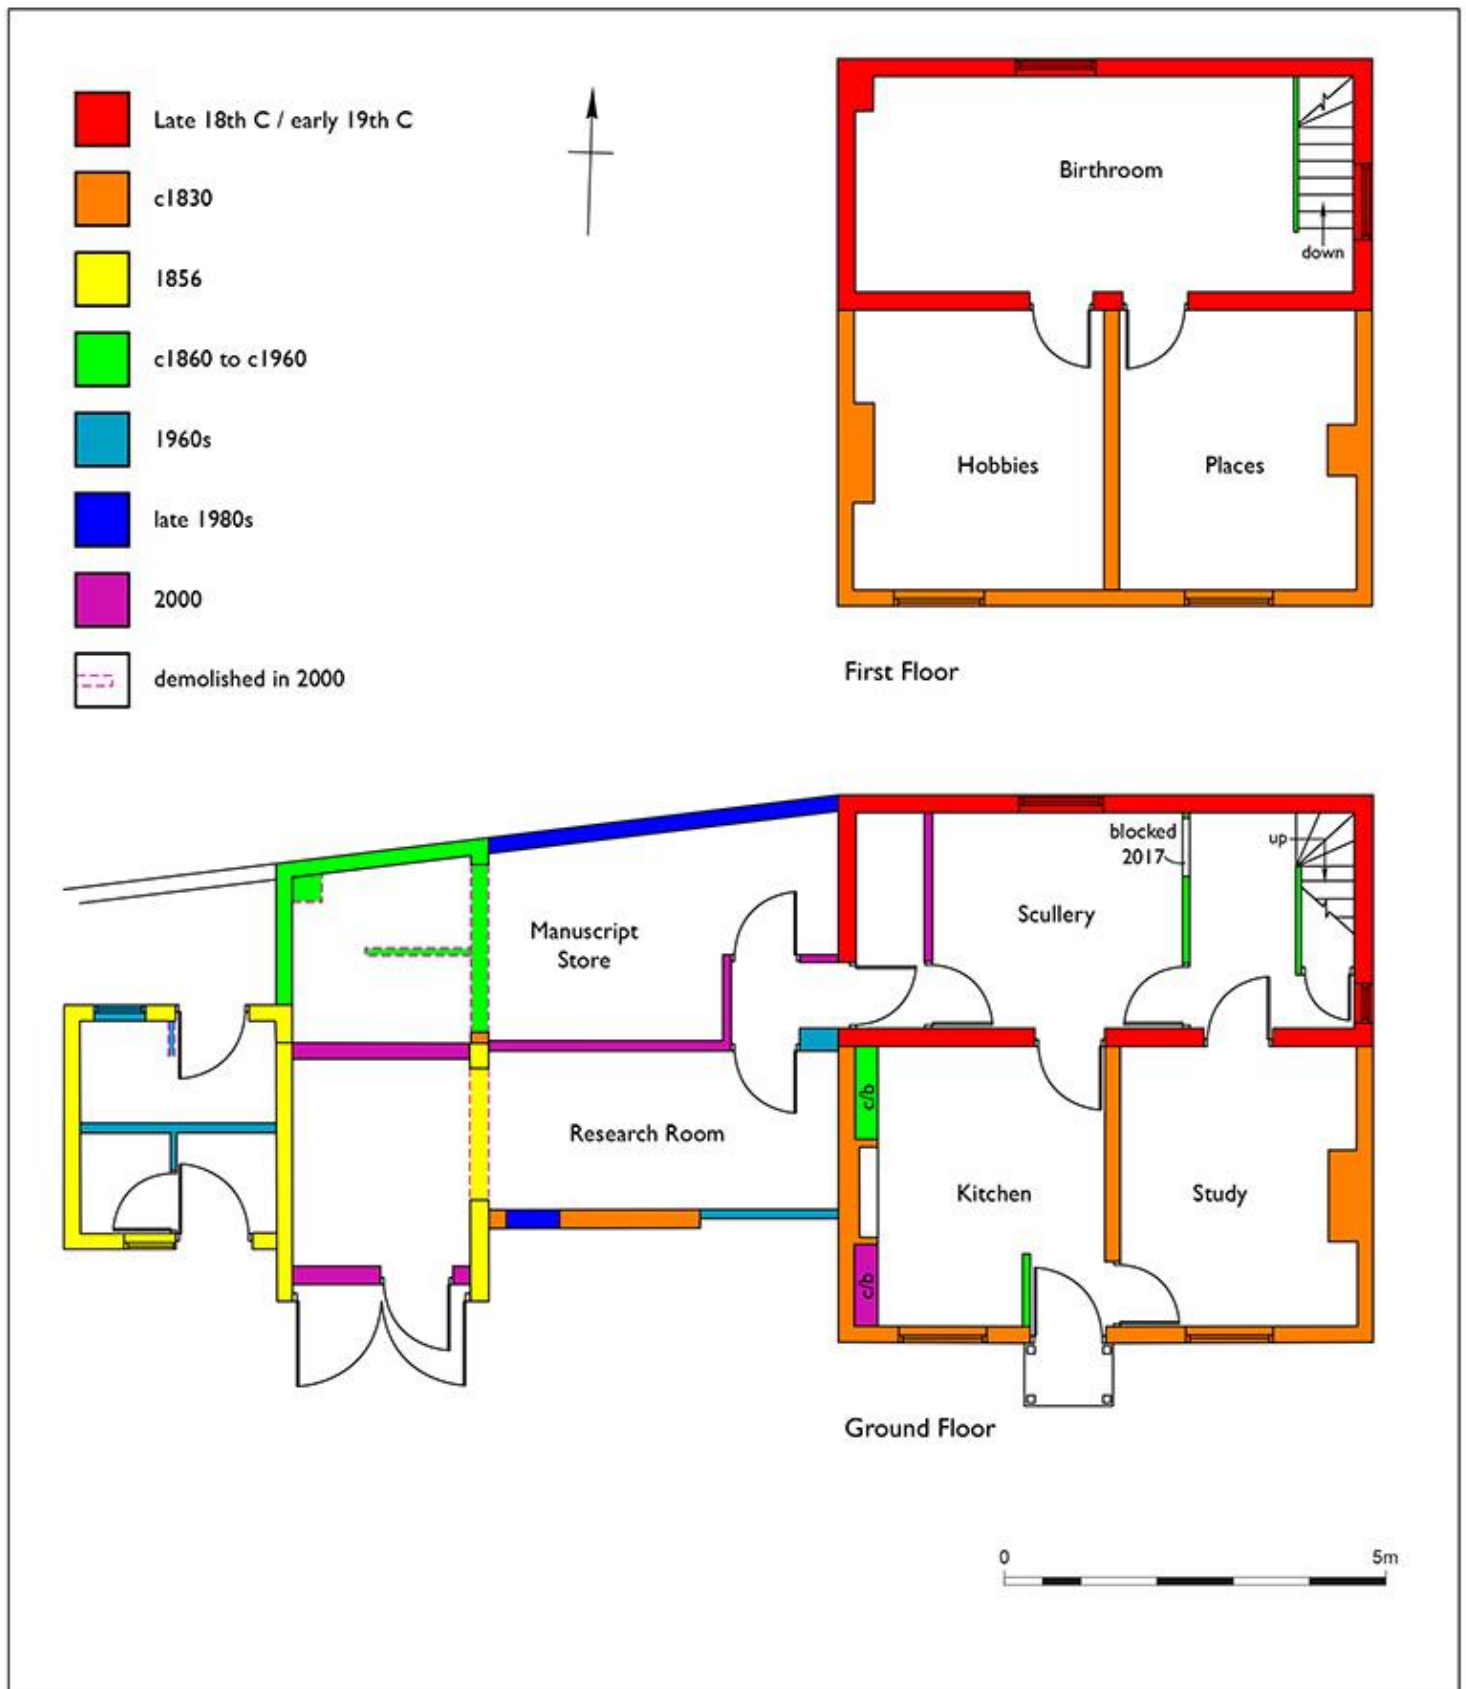 Late 18th C / early 19th C
c1830
1856
c1860 to c1960
1960s
late 1980s
2000
demolished in 2000
Birthroom
down
Hobbies
Places
First Floor
blocked
2017
up
Scullery
Manuscript
Store
Research Room
c/b
Kitchen
Study
c/b
Ground Floor
0
5m